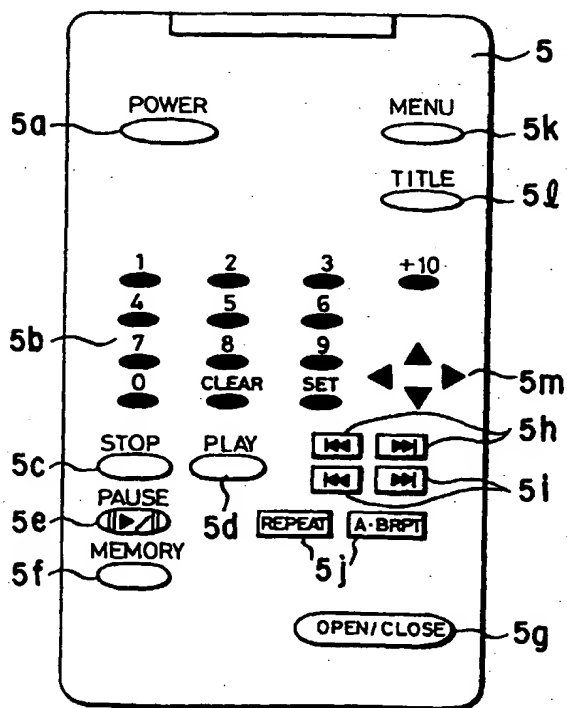 5
POWER MENU
5a 5k
TITLE
5l
1 2 3 +10
4 5 6
5b 7 8 9
5m
0 CLEAR SET
5h
STOP PLAY
5c
5i
PAUSE
5e 5d REPEAT A·BRPT
MEMORY 5j
5f
OPEN/CLOSE 5g